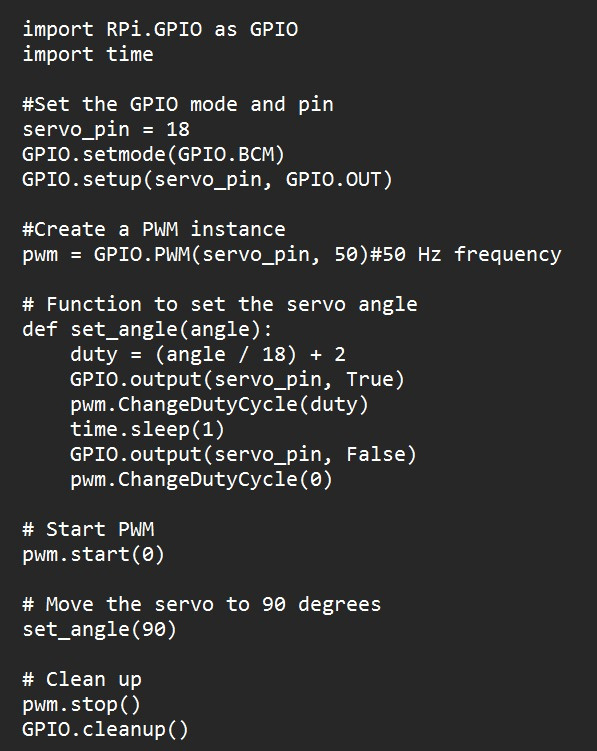 import RPi.GPIO as GPIO
import time

#Set the GPIO mode and pin
servo_pin = 18
GPIO.setmode(GPIO.BCM)
GPIO.setup(servo_pin, GPIO.OUT)

#Create a PWM instance
pwm = GPIO.PWM(servo_pin, 50)#50 Hz frequency

# Function to set the servo angle
def set_angle(angle):
    duty = (angle / 18) + 2
    GPIO.output(servo_pin, True)
    pwm.ChangeDutyCycle(duty)
    time.sleep(1)
    GPIO.output(servo_pin, False)
    pwm.ChangeDutyCycle(0)

# Start PWM
pwm.start(0)

# Move the servo to 90 degrees
set_angle(90)

# Clean up
pwm.stop()
GPIO.cleanup()